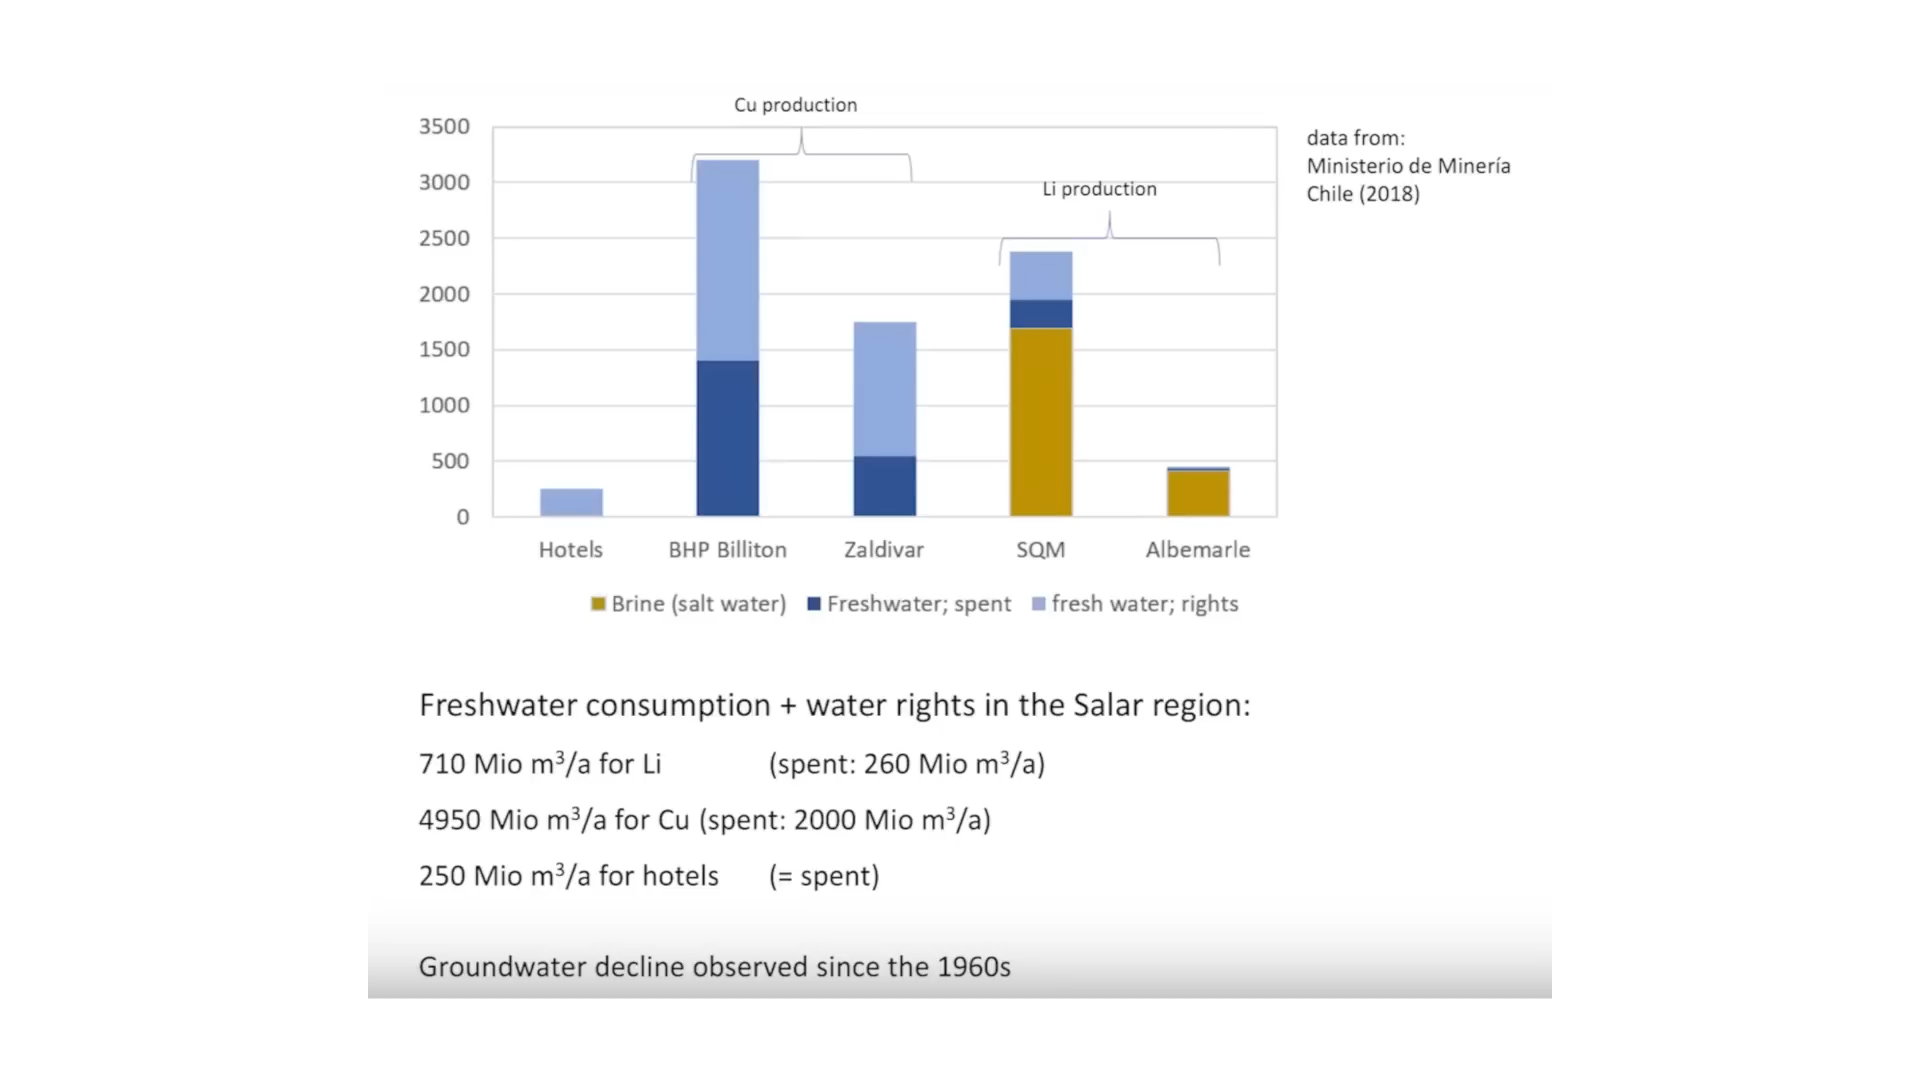 Cu production
3500
3000
2500
2000
1500
1000
500
0
Li production
data from:
Ministerio de Minería
Chile (2018)
Hotels BHP Billiton Zaldivar SQM Albemarle
Brine (salt water) Freshwater; spent fresh water; rights
Freshwater consumption + water rights in the Salar region:
710 Mio m³/a for Li (spent: 260 Mio m³/a)
4950 Mio m³/a for Cu (spent: 2000 Mio m³/a)
250 Mio m³/a for hotels (= spent)
Groundwater decline observed since the 1960s